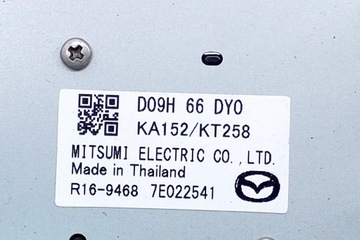 D09H 66 DY0
KA152/KT258
MITSUMI ELECTRIC CO.,LTD.
Made in Thailand
R16-9468 7E022541